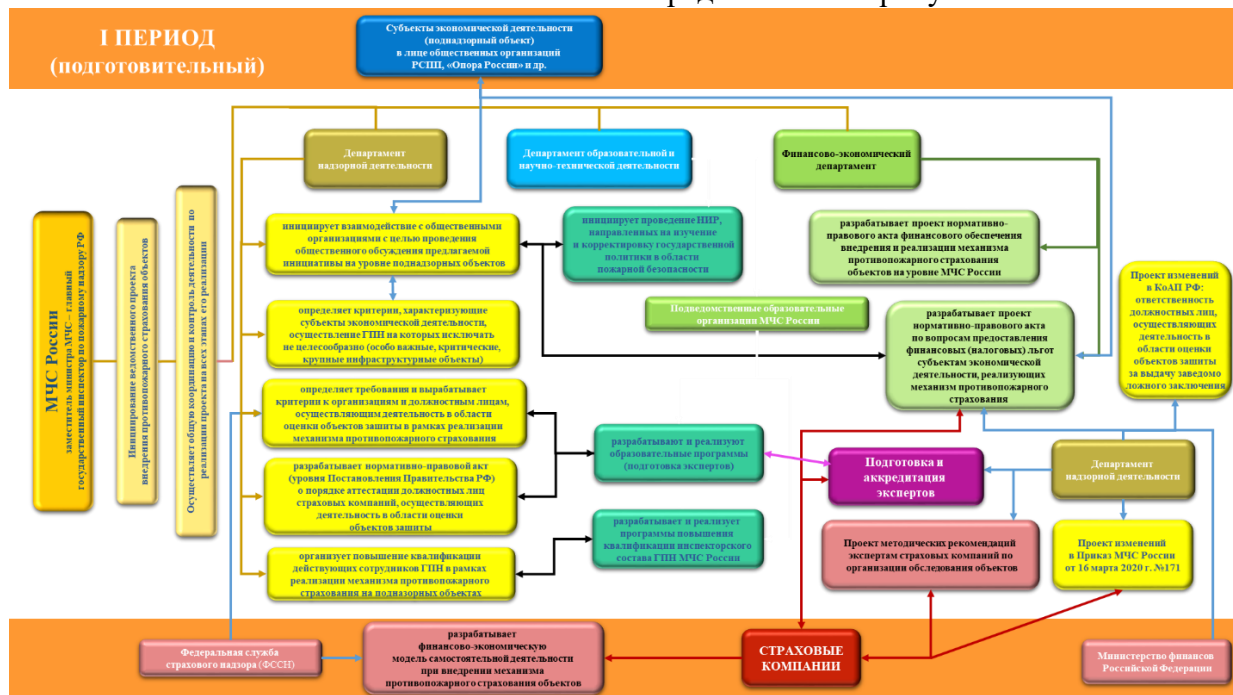 I ПЕРИОД
(подготовительный)
Субъекты экономической деятельности
(поднадзорный объект)
в лице общественных организаций
РСПП, «Опора России» и др.
Департамент
надзорной деятельности
Департамент образовательной и
научно-технической деятельности
Финансово-экономический
департамент
МЧС России
заместитель министра МЧС – главный
государственный инспектор по пожарному надзору РФ
Инициирование ведомственного проекта
внедрения противопожарного страхования объектов
Осуществляет общую координацию и контроль деятельности по
реализации проекта на всех этапах его реализации
инициирует взаимодействие с общественными
организациями с целью проведения
общественного обсуждения предлагаемой
инициативы на уровне поднадзорных объектов
инициирует проведение НИР,
направленных на изучение
и корректировку государственной
политики в области
пожарной безопасности
разрабатывает проект нормативно-
правового акта финансового обеспечения
внедрения и реализации механизма
противопожарного страхования
объектов на уровне МЧС России
Проект изменений
в КоАП РФ:
ответственность
должностных лиц,
осуществляющих
деятельность в
области оценки
объектов зашиты
за выдачу заведомо
ложного заключения
определяет критерии, характеризующие
субъекты экономической деятельности,
осуществление ГПН на которых исключать
не целесообразно (особо важные, критические,
крупные инфраструктурные объекты)
Подведомственные образовательные
организации МЧС России
разрабатывает проект
нормативно-правового акта
по вопросам предоставления
финансовых (налоговых) льгот
субъектам экономической
деятельности, реализующих
механизм противопожарного
страхования
определяет требования и вырабатывает
критерии к организациям и должностным лицам,
осуществляющим деятельность в области
оценки объектов зашиты в рамках реализации
механизма противопожарного страхования
разрабатывают и реализуют
образовательные программы
(подготовка экспертов)
Подготовка и
аккредитация
экспертов
Департамент
надзорной деятельности
разрабатывает нормативно-правовой акт
(уровня Постановления Правительства РФ)
о порядке аттестации должностных лиц
страховых компаний, осуществляющих
деятельность в области оценки
объектов зашиты
разрабатывает и реализует
программы повышения
квалификации инспекторского
состава ГПН МЧС России
Проект методических рекомендаций
экспертам страховых компаний по
организации обследования объектов
Проект изменений
в Приказ МЧС России
от 16 марта 2020 г. №171
организует повышение квалификации
действующих сотрудников ГПН в рамках
реализации механизма противопожарного
страхования на подназорных объектах
Федеральная служба
страхового надзора (ФССН)
разрабатывает
финансово-экономическую
модель самостоятельной деятельности
при внедрении механизма
противопожарного страхования объектов
СТРАХОВЫЕ
КОМПАНИИ
Министерство финансов
Российской Федерации